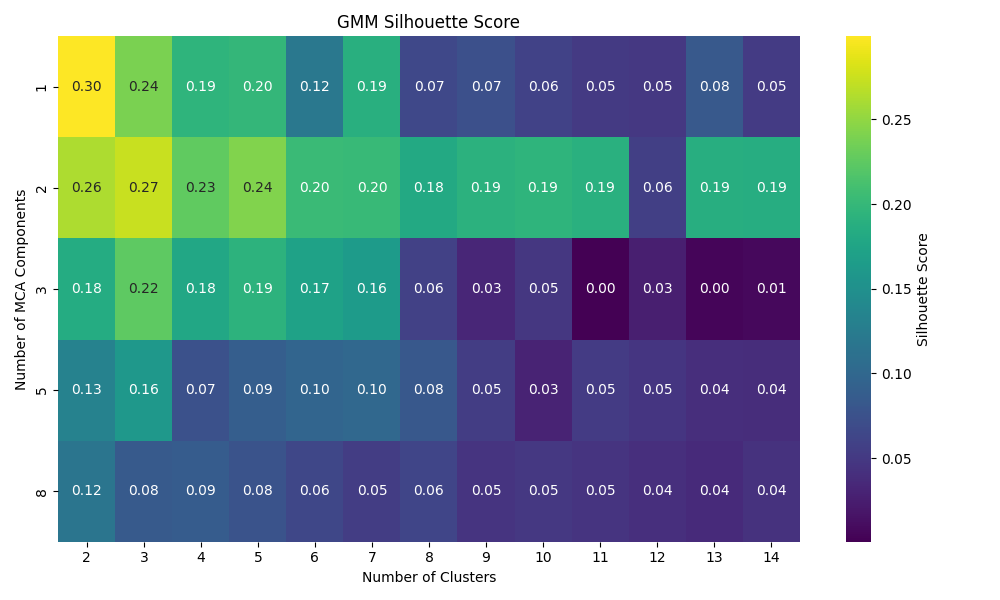 GMM Silhouette Score
Number of MCA Components
1 0.30 0.24 0.19 0.20 0.12 0.19 0.07 0.07 0.06 0.05 0.05 0.08 0.05
2 0.26 0.27 0.23 0.24 0.20 0.20 0.18 0.19 0.19 0.19 0.06 0.19 0.19
3 0.18 0.22 0.18 0.19 0.17 0.16 0.06 0.03 0.05 0.00 0.03 0.00 0.01
5 0.13 0.16 0.07 0.09 0.10 0.10 0.08 0.05 0.03 0.05 0.05 0.04 0.04
8 0.12 0.08 0.09 0.08 0.06 0.05 0.06 0.05 0.05 0.05 0.04 0.04 0.04
2 3 4 5 6 7 8 9 10 11 12 13 14
Number of Clusters
0.25
0.20
0.15
0.10
0.05
Silhouette Score